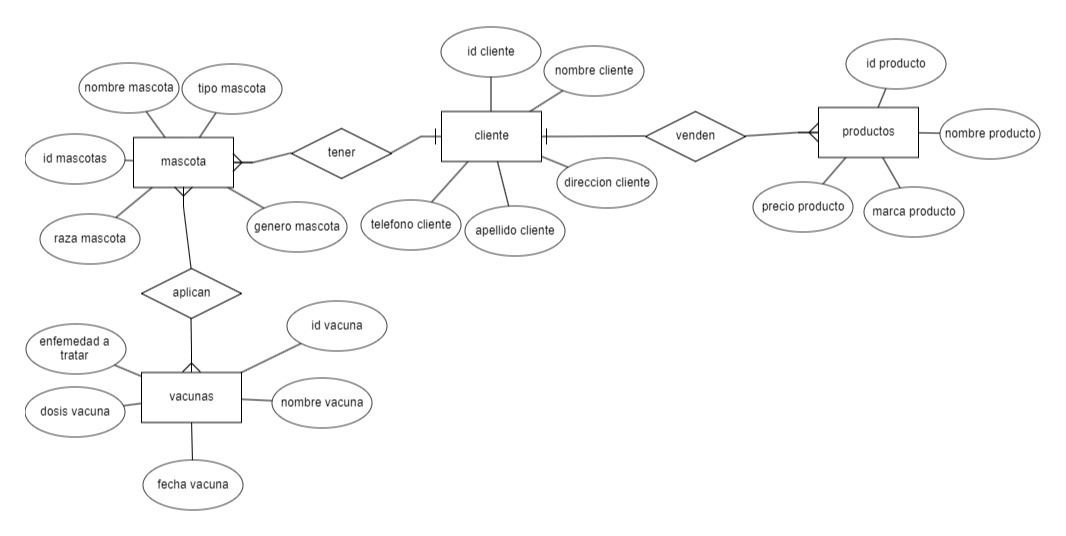 id cliente
id producto
nombre cliente
nombre mascota
tipo mascota
cliente
venden
productos
nombre producto
id mascotas
mascota
tener
direccion cliente
precio producto
marca producto
raza mascota
genero mascota
telefono cliente
apellido cliente
aplican
id vacuna
enfemedad a
tratar
vacunas
nombre vacuna
dosis vacuna
fecha vacuna